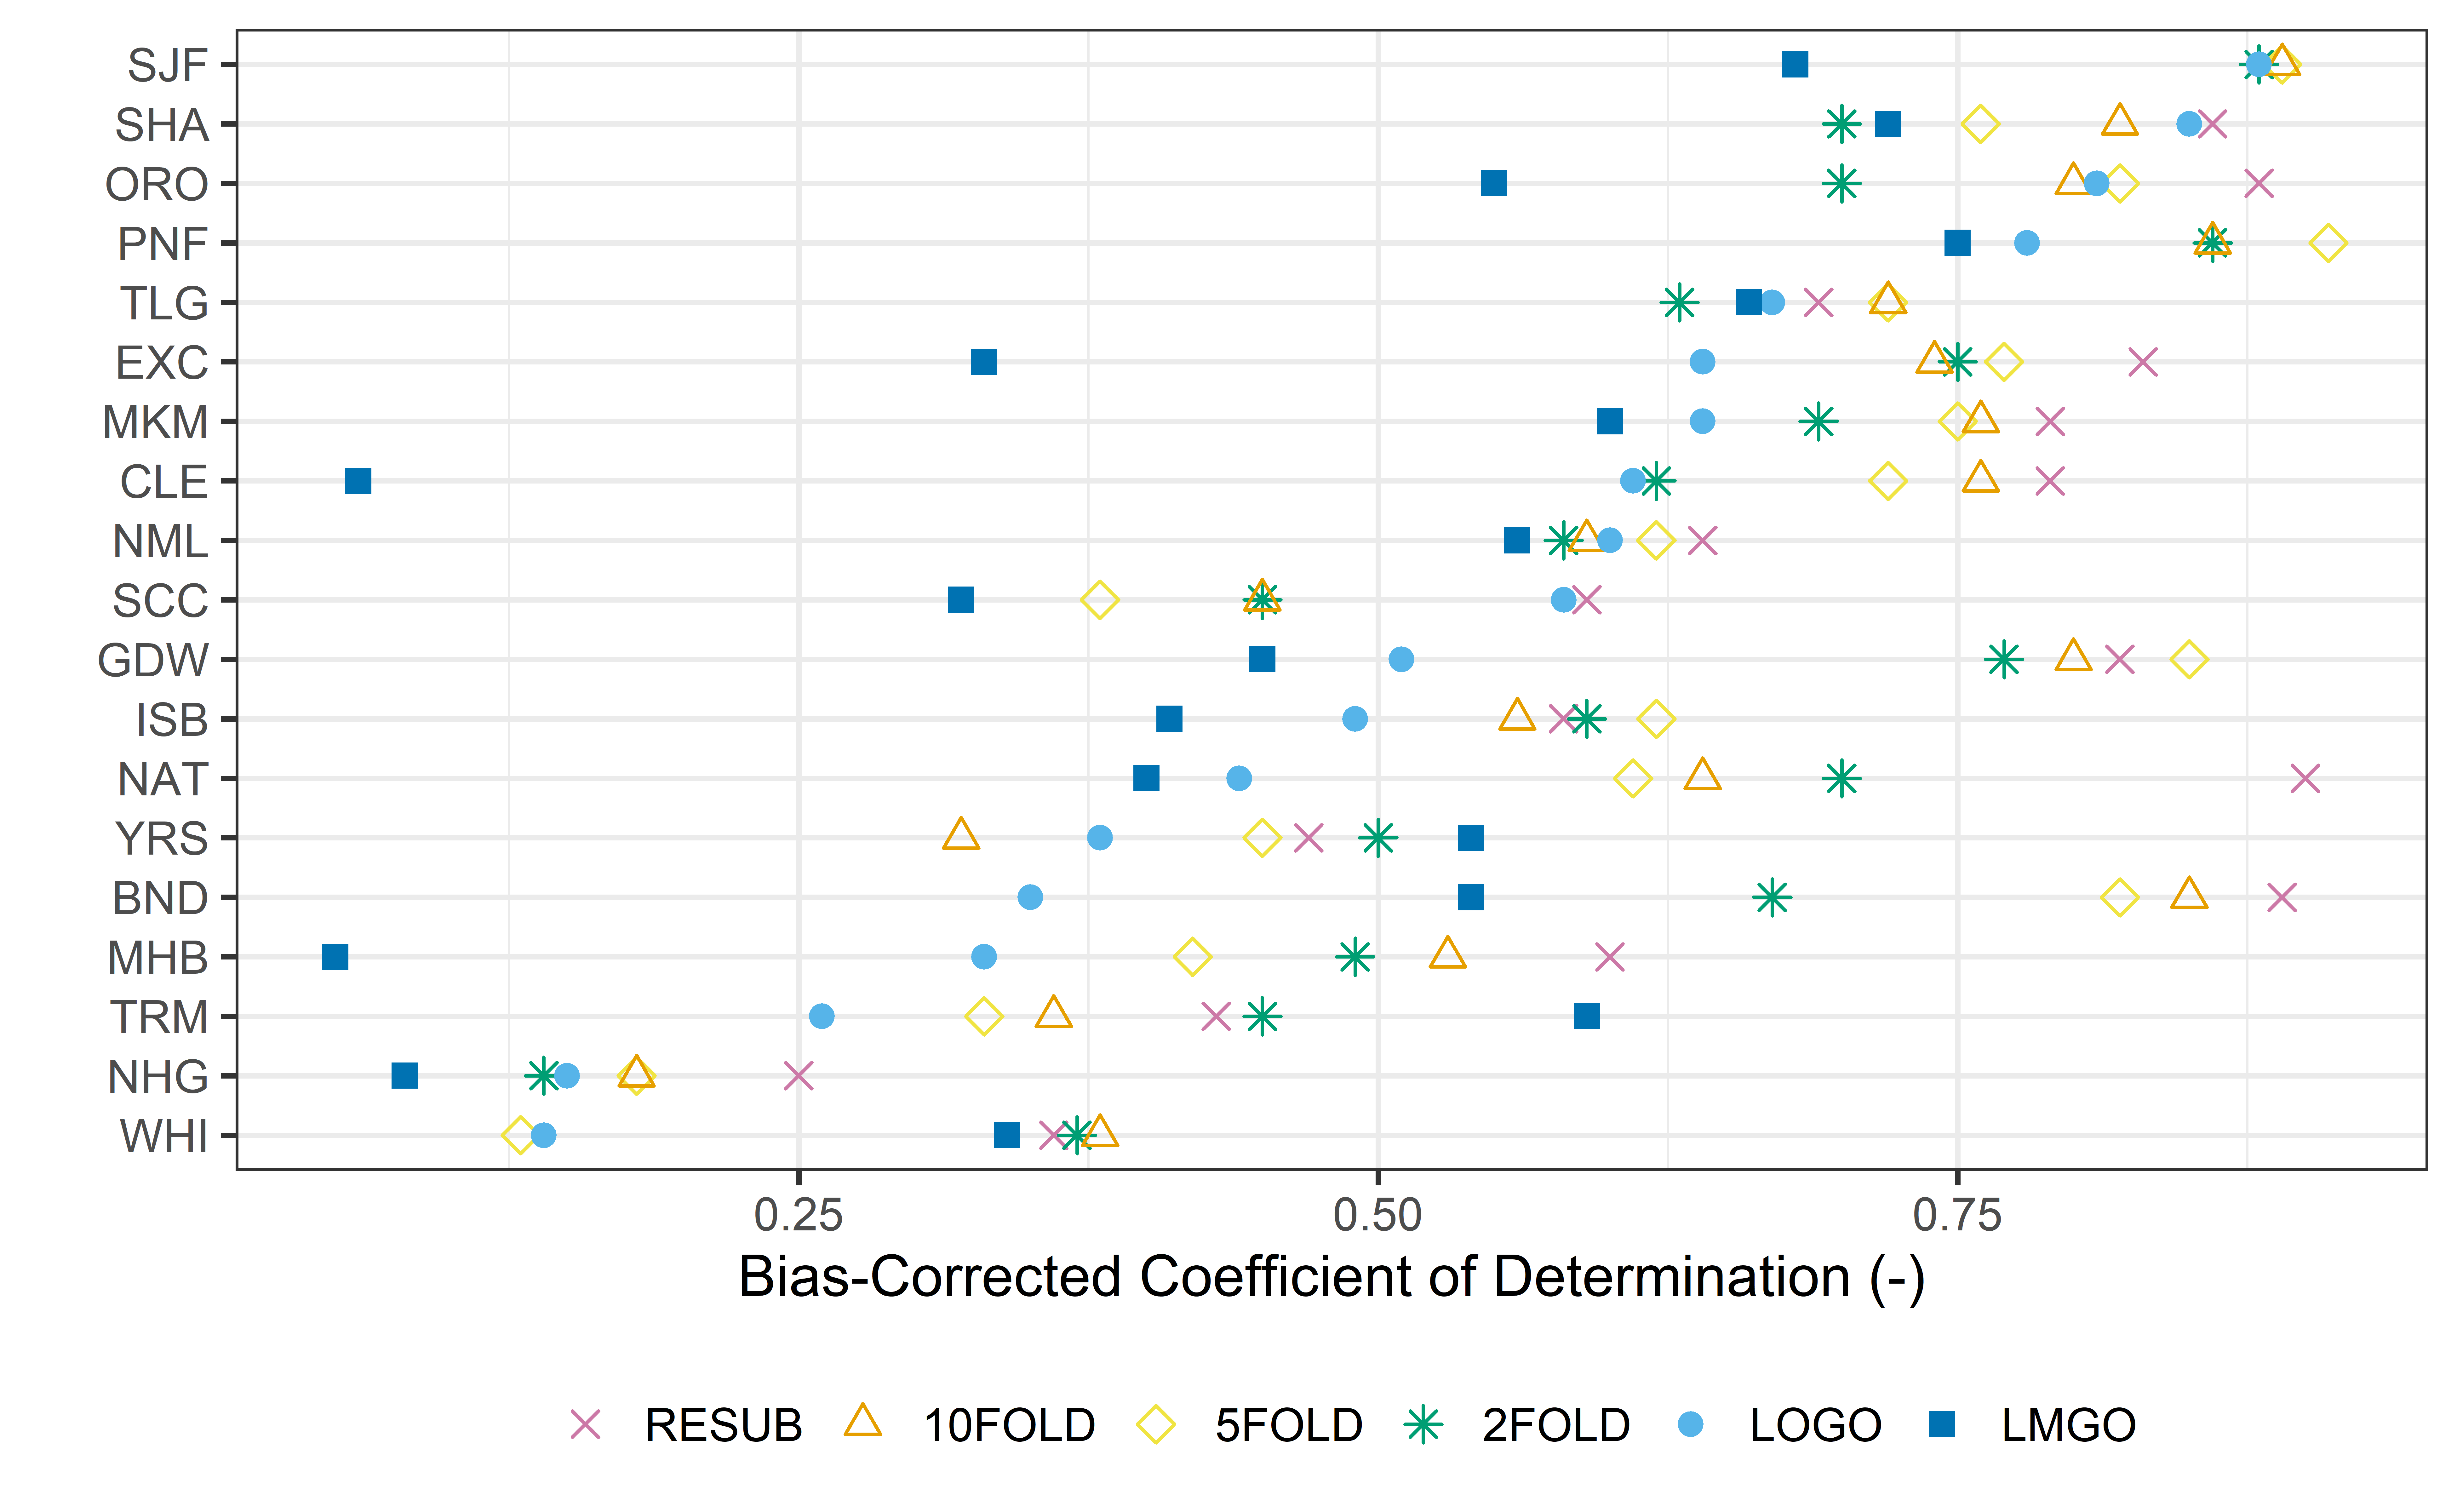 SJF
SHA
ORO
PNF
TLG
EXC
MKM
CLE
NML
SCC
GDW
ISB
NAT
YRS
BND
MHB
TRM
NHG
WHI
0.25 0.50 0.75
Bias-Corrected Coefficient of Determination (-)
RESUB 10FOLD 5FOLD 2FOLD LOGO LMGO